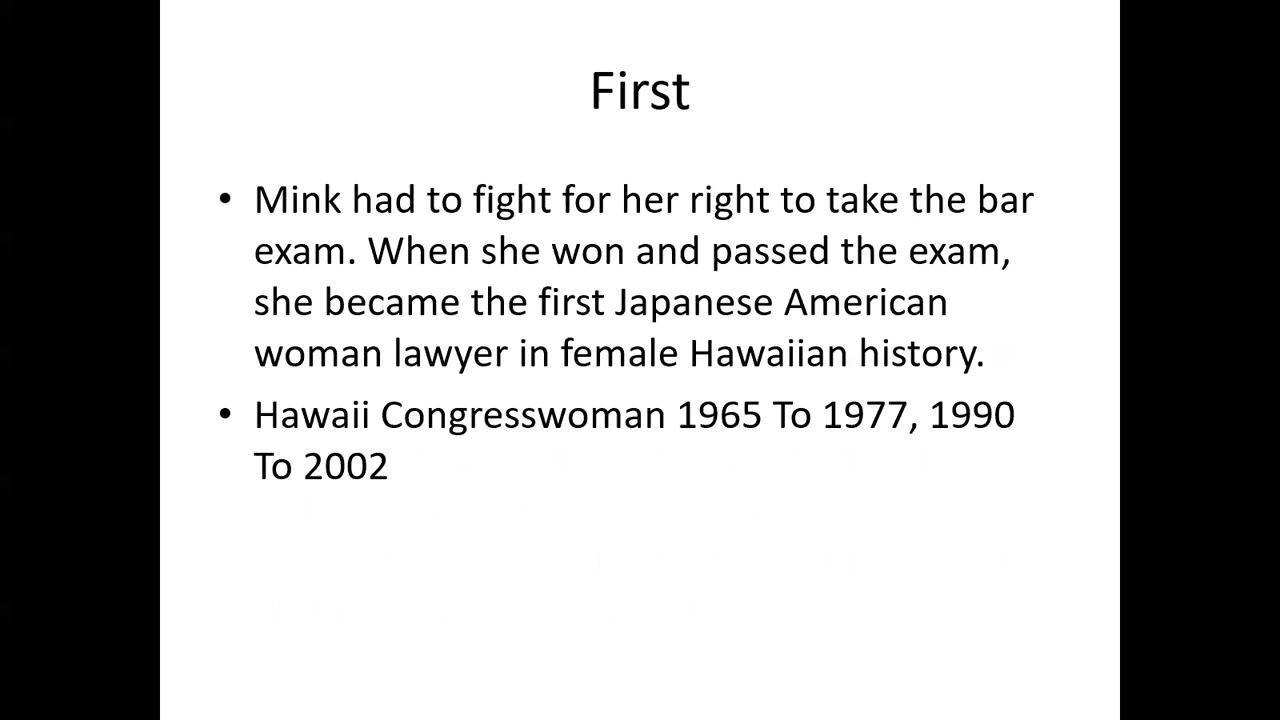 First
• Mink had to fight for her right to take the bar
exam. When she won and passed the exam,
she became the first Japanese American
woman lawyer in female Hawaiian history.
• Hawaii Congresswoman 1965 To 1977, 1990
To 2002